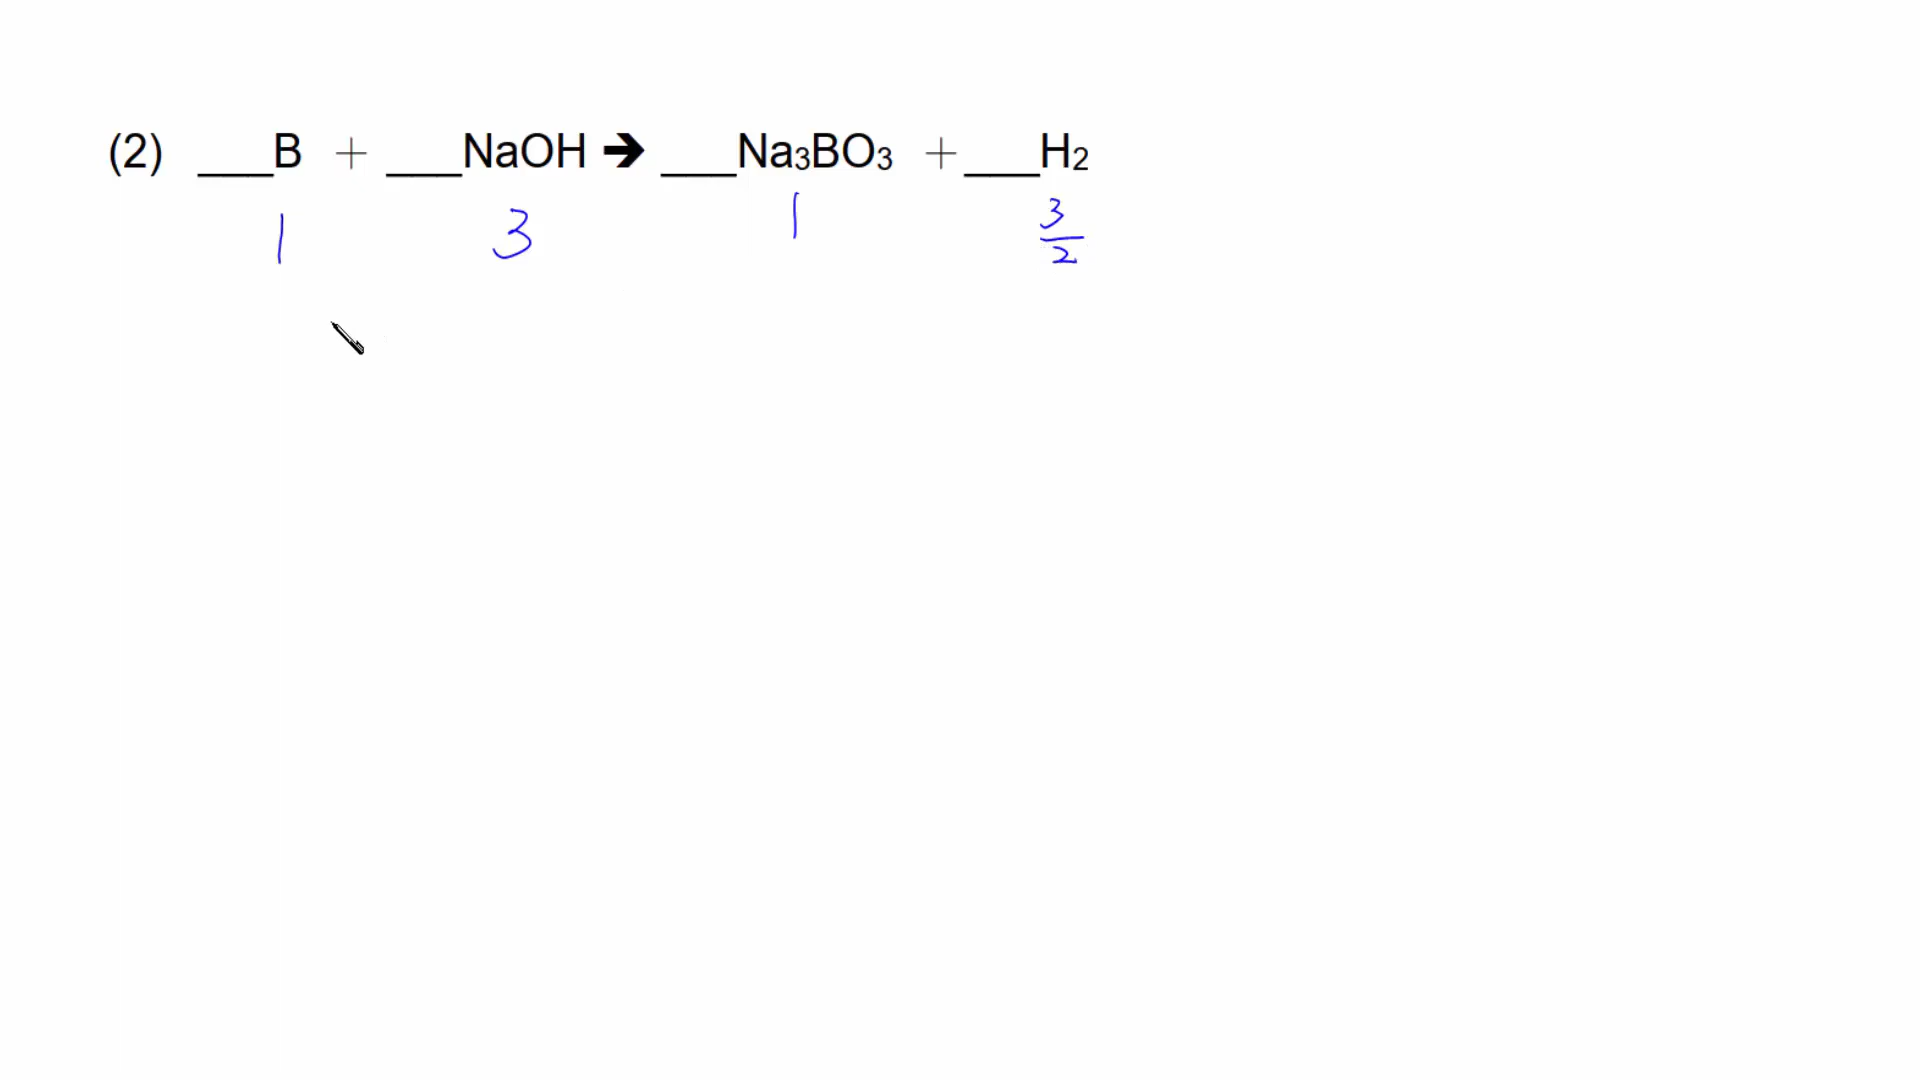 (2) ___B + ___NaOH ➔ ___Na₃BO₃ + ___H₂
1 3 1 3/2